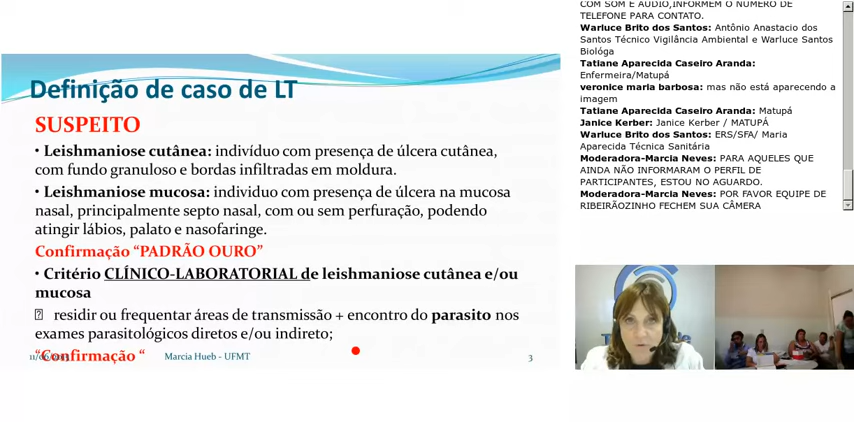 Definição de caso de LT
SUSPEITO
• Leishmaniose cutânea: indivíduo com presença de úlcera cutânea,
com fundo granuloso e bordas infiltradas em moldura.
• Leishmaniose mucosa: individuo com presença de úlcera na mucosa
nasal, principalmente septo nasal, com ou sem perfuração, podendo
atingir lábios, palato e nasofaringe.
Confirmação “PADRÃO OURO”
• Critério CLÍNICO-LABORATORIAL de leishmaniose cutânea e/ou
mucosa
residir ou frequentar áreas de transmissão + encontro do parasito nos
exames parasitológicos diretos e/ou indireto;
“Confirmação “
Marcia Hueb - UFMT
3
COM SOM E ÁUDIO,INFORMEM O NÚMERO DE
TELEFONE PARA CONTATO.
Warluce Brito dos Santos: Antônio Anastacio dos
Santos Técnico Vigilância Ambiental e Warluce Santos
Biológa
Tatiane Aparecida Caseiro Aranda:
Enfermeira/Matupá
veronice maria barbosa: mas não está aparecendo a
imagem
Tatiane Aparecida Caseiro Aranda: Matupá
Janice Kerber: Janice Kerber / MATUPÁ
Warluce Brito dos Santos: ERS/SFA/ Maria
Aparecida Técnica Sanitária
Moderadora-Marcia Neves: PARA AQUELES QUE
AINDA NÃO INFORMARAM O PERFIL DE
PARTICIPANTES, ESTOU NO AGUARDO.
Moderadora-Marcia Neves: POR FAVOR EQUIPE DE
RIBEIRÃOZINHO FECHEM SUA CÂMERA